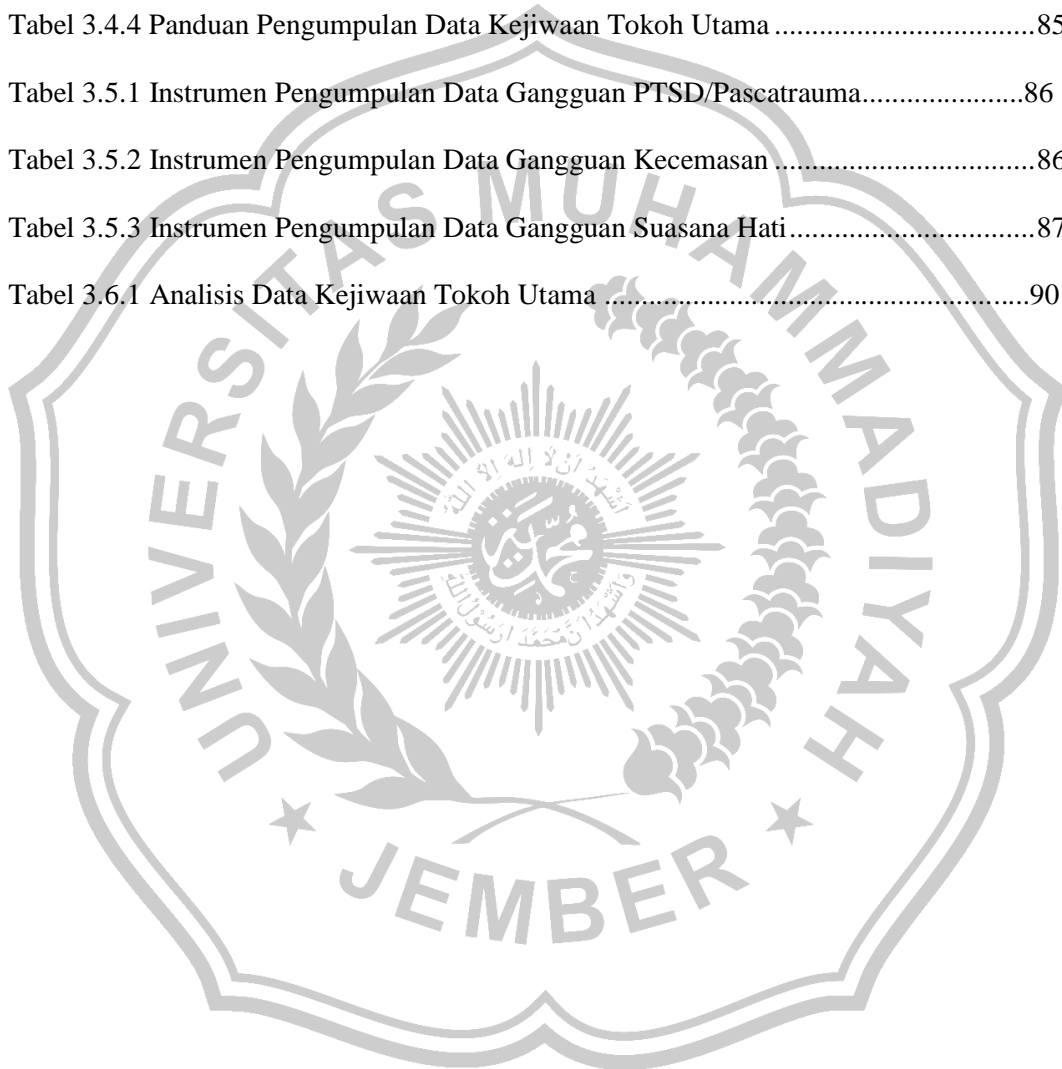 Tabel 3.4.4 Panduan Pengumpulan Data Kejiwaan Tokoh Utama .................................85
Tabel 3.5.1 Instrumen Pengumpulan Data Gangguan PTSD/Pascatrauma.....................86
Tabel 3.5.2 Instrumen Pengumpulan Data Gangguan Kecemasan .................................86
Tabel 3.5.3 Instrumen Pengumpulan Data Gangguan Suasana Hati...............................87
Tabel 3.6.1 Analisis Data Kejiwaan Tokoh Utama ......................................................90
UNIVERSITAS MUHAMMADIYAH
JEMBER